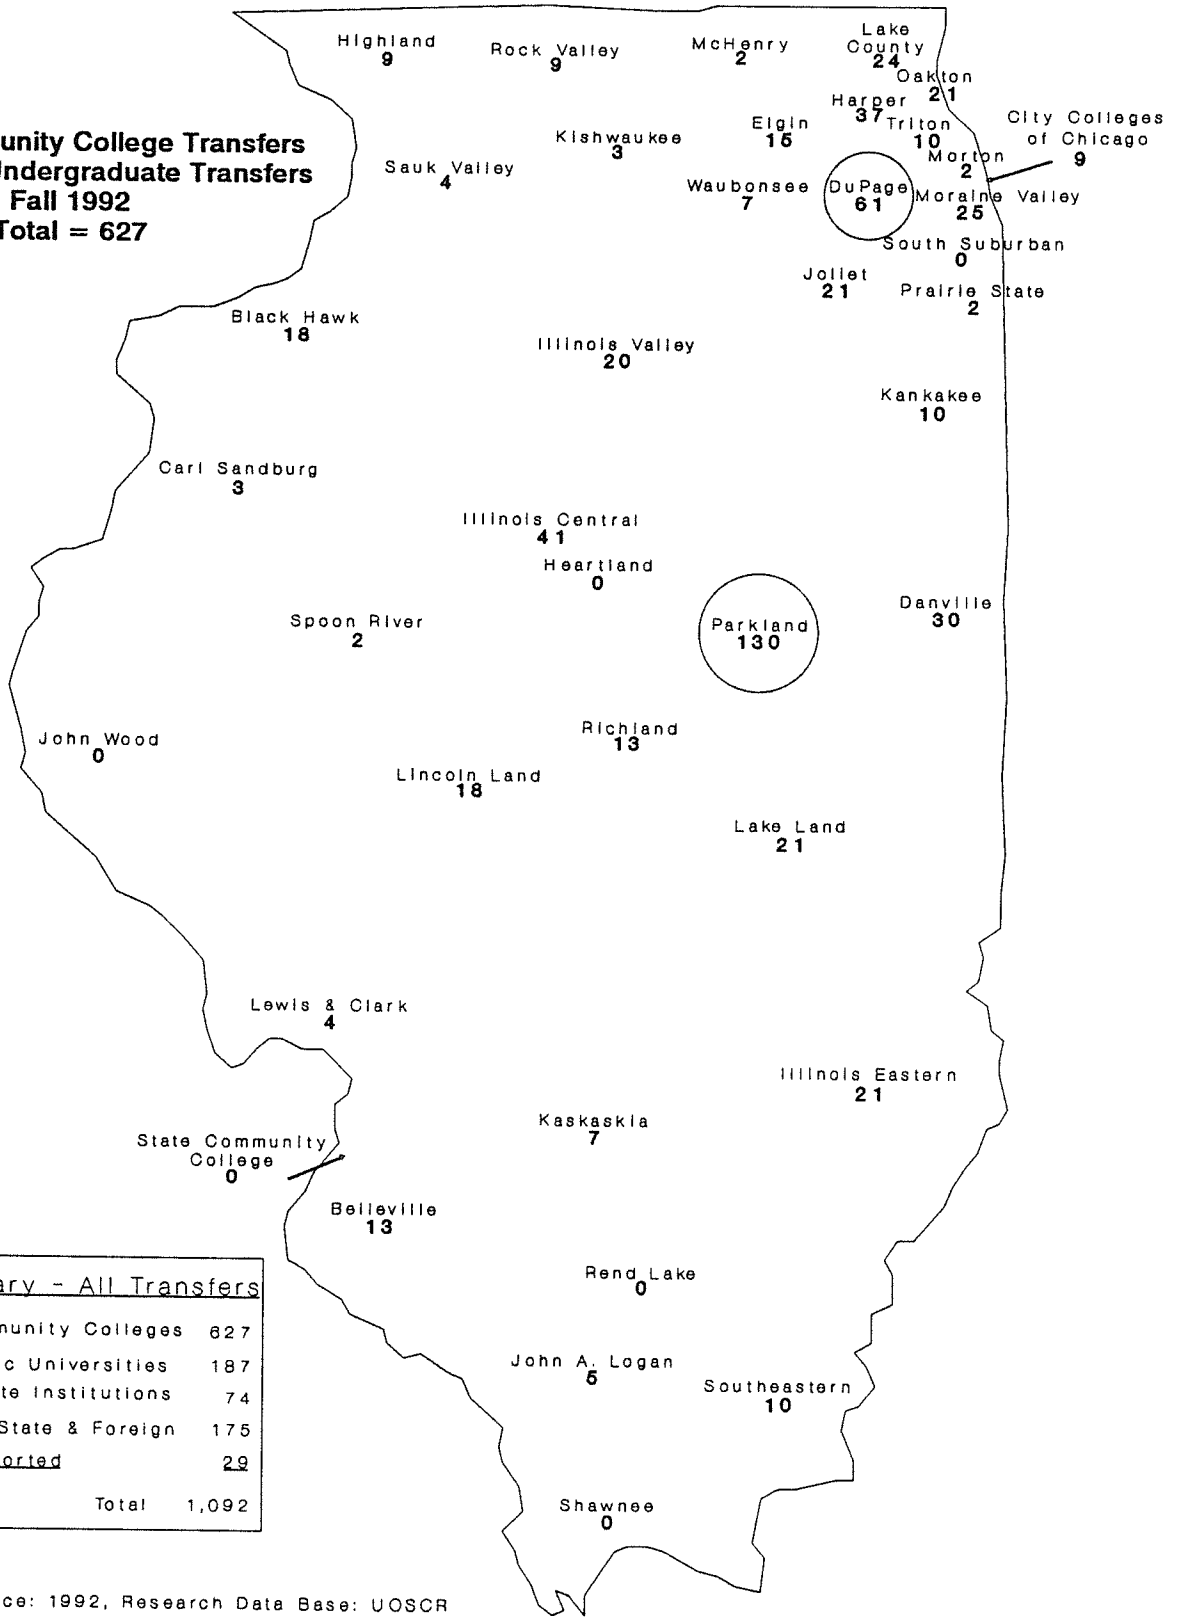 Highland
9
Rock Valley
9
McHenry
2
Lake
County
24
Oakton
21
Harper
37
Triton
10
City Colleges
of Chicago
9
Elgin
15
Kishwaukee
3
Morton
2
unity College Transfers
Undergraduate Transfers
Fall 1992
Total = 627
Sauk Valley
4
Waubonsee
7
DuPage
61
Moraine Valley
25
South Suburban
0
Joliet
21
Prairie State
2
Black Hawk
18
Illinois Valley
20
Kankakee
10
Carl Sandburg
3
Illinois Central
41
Heartland
0
Danville
30
Spoon River
2
Parkland
130
Richland
13
John Wood
0
Lincoln Land
18
Lake Land
21
Lewis & Clark
4
Illinois Eastern
21
Kaskaskia
7
State Community
College
0
Belleville
13
Rend Lake
0
John A. Logan
5
Southeastern
10
Shawnee
0
ary - All Transfers
munity Colleges 627
c Universities 187
te Institutions 74
State & Foreign 175
orted 29
Total 1,092
ce: 1992, Research Data Base: UOSCR